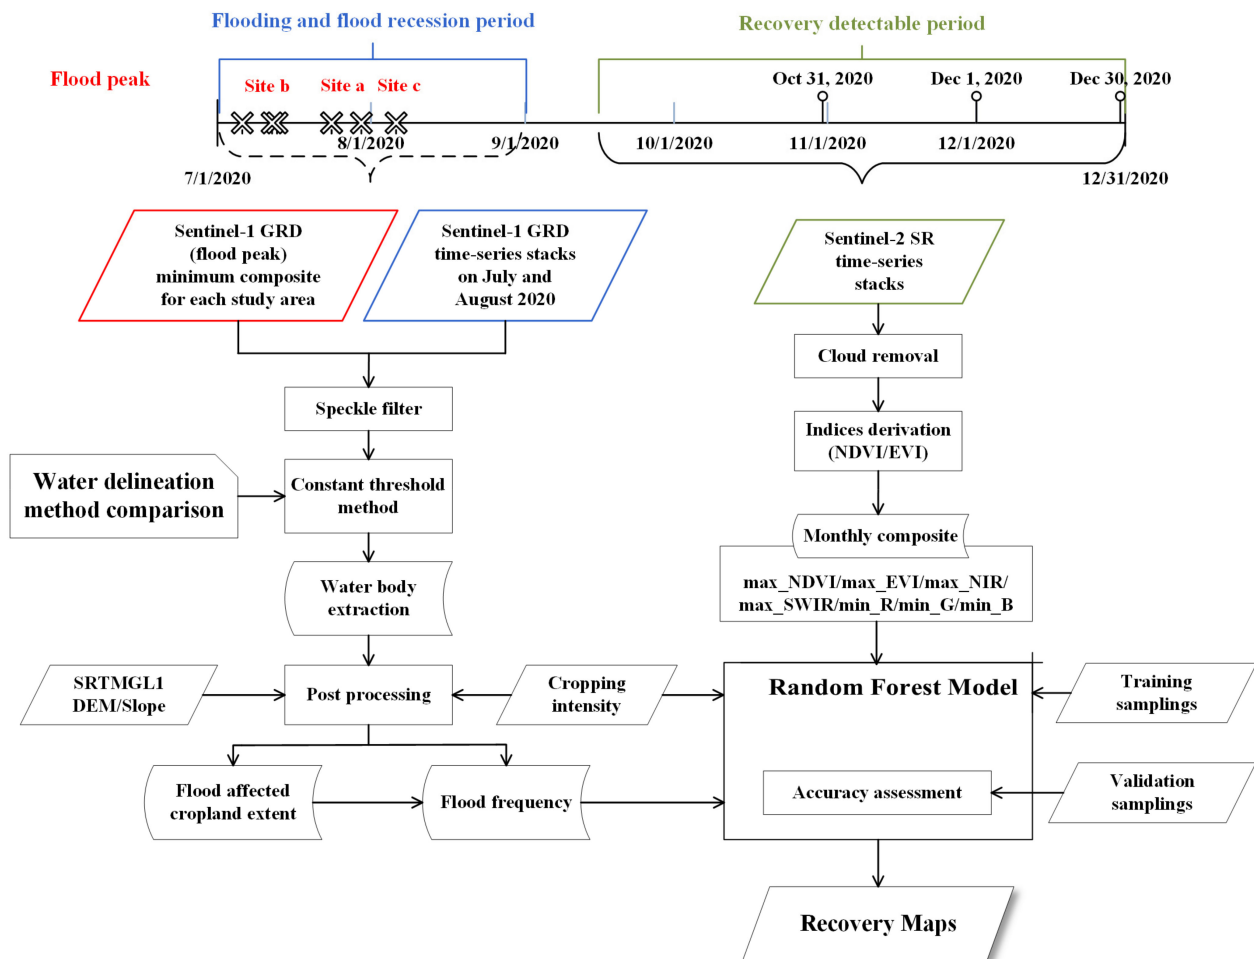 Flooding and flood recession period
Recovery detectable period
Flood peak
Site b
Site a
Site c
Oct 31, 2020
Dec 1, 2020
Dec 30, 2020
8/1/2020
9/1/2020
10/1/2020
11/1/2020
12/1/2020
7/1/2020
12/31/2020
Sentinel-1 GRD
(flood peak)
minimum composite
for each study area
Sentinel-1 GRD
time-series stacks
on July and
August 2020
Sentinel-2 SR
time-series
stacks
Cloud removal
Speckle filter
Indices derivation
(NDVI/EVI)
Water delineation
method comparison
Constant threshold
method
Monthly composite
Water body
extraction
max_NDVI/max_EVI/max_NIR/
max_SWIR/min_R/min_G/min_B
SRTMGL1
DEM/Slope
Post processing
Cropping
intensity
Random Forest Model
Training
samplings
Flood affected
cropland extent
Flood frequency
Accuracy assessment
Validation
samplings
Recovery Maps